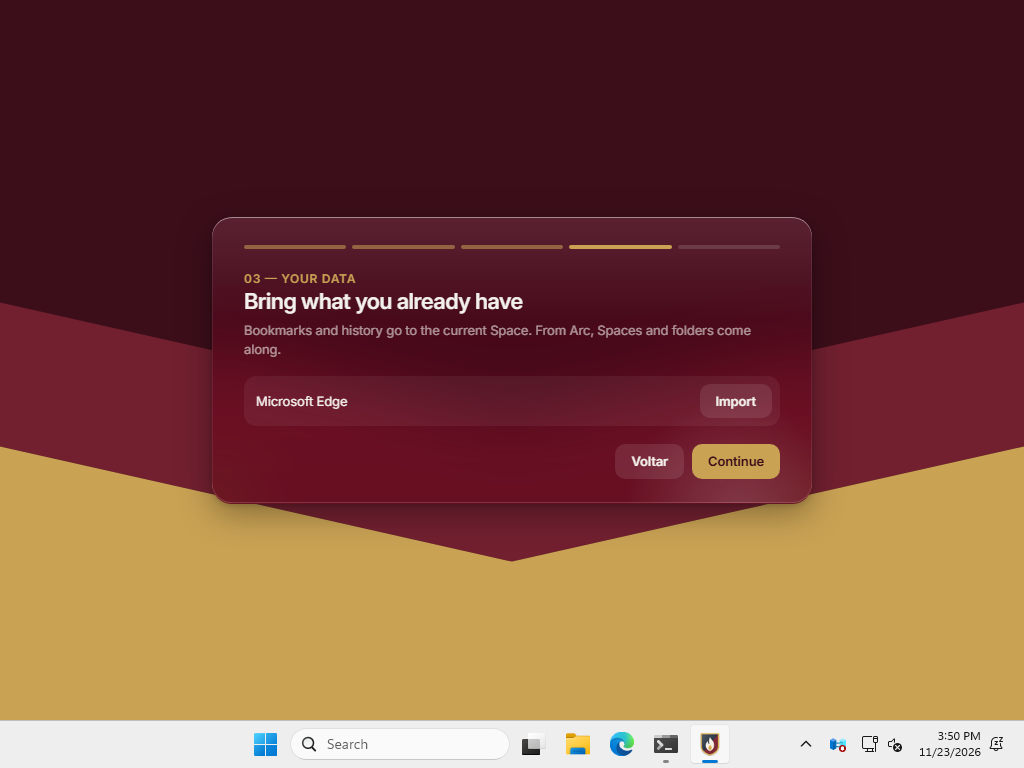 03 — YOUR DATA
Bring what you already have
Bookmarks and history go to the current Space. From Arc, Spaces and folders come
along.
Microsoft Edge
Import
Voltar
Continue
Search
3:50 PM
11/23/2026